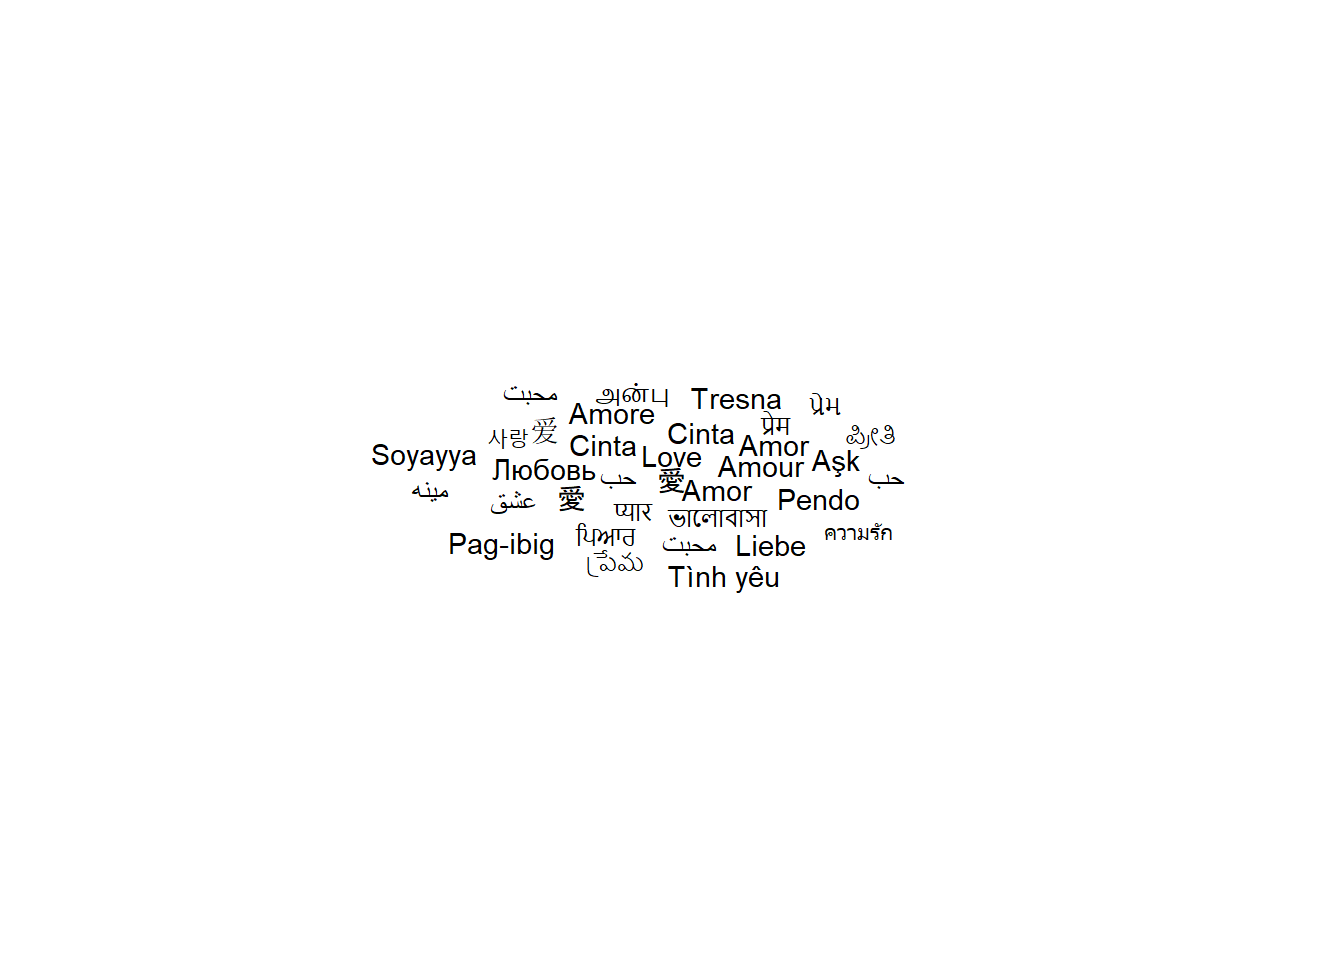 محبت
அன்பு
Tresna
પ્રેમ
Amore
사랑
爱
Cinta
Cinta
प्रेम
Amor
ಪ್ರೀತಿ
Soyayya
Любовь
Love
Amour
Aşk
حب
愛
حب
مينه
عشق
愛
Amor
Pendo
प्यार
ভালোবাসা
ความรัก
Pag-ibig
ਪਿਆਰ
محبت
Liebe
ప్రేమ
Tình yêu